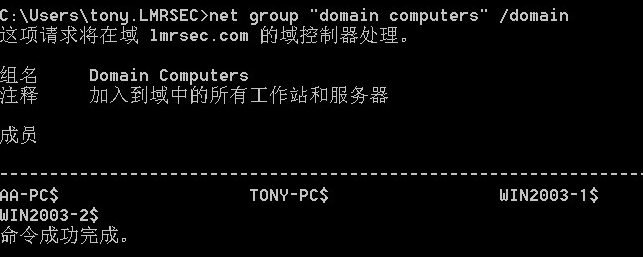 C:\Users\tony.LMRSEC>net group "domain computers" /domain
这项请求将在域 lmrsec.com 的域控制器处理。
组名     Domain Computers
注释     加入到域中的所有工作站和服务器
成员
-------------------------------------------------------------------------------
AA-PC$                   TONY-PC$                 WIN2003-1$
WIN2003-2$
命令成功完成。